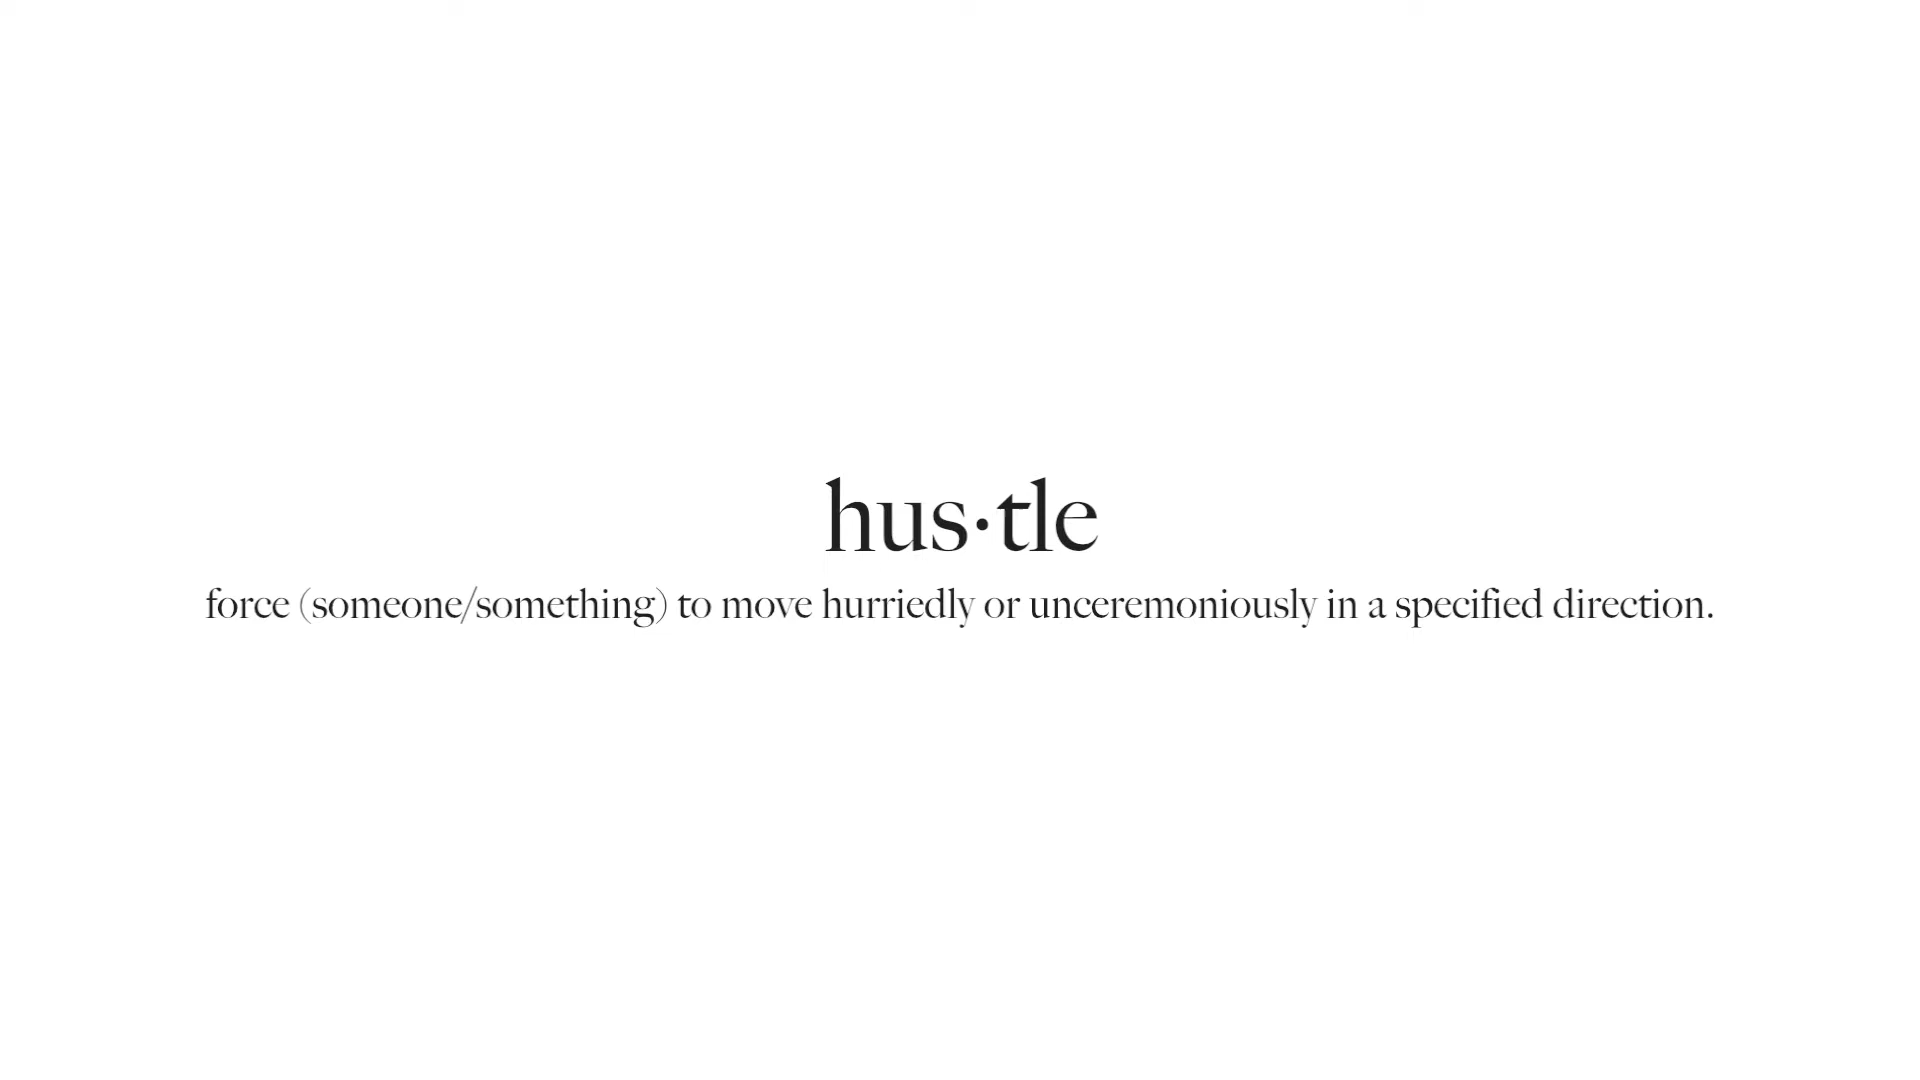 hus·tle
force (someone/something) to move hurriedly or unceremoniously in a specified direction.